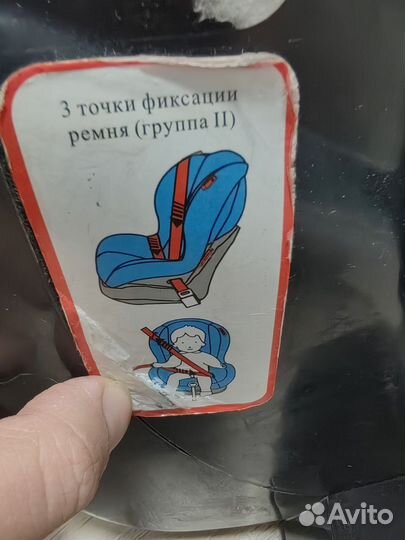 3 точки фиксации
ремня (группа II)
Avito